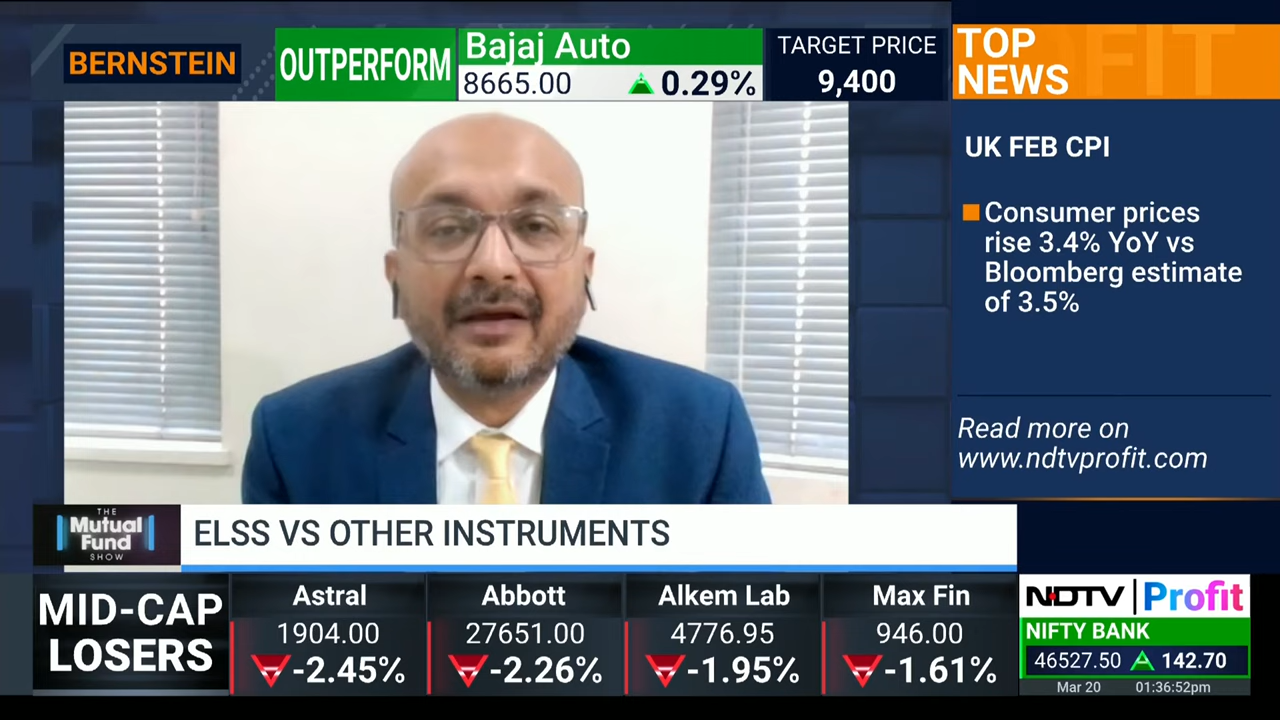 BERNSTEIN
OUTPERFORM
Bajaj Auto
8665.00 0.29%
TARGET PRICE
9,400
TOP
NEWS
UK FEB CPI
Consumer prices
rise 3.4% YoY vs
Bloomberg estimate
of 3.5%
Read more on
www.ndtvprofit.com
THE
Mutual
Fund
SHOW
ELSS VS OTHER INSTRUMENTS
MID-CAP
LOSERS
Astral
1904.00
-2.45%
Abbott
27651.00
-2.26%
Alkem Lab
4776.95
-1.95%
Max Fin
946.00
-1.61%
NDTV Profit
NIFTY BANK
46527.50 142.70
Mar 20 01:36:52pm